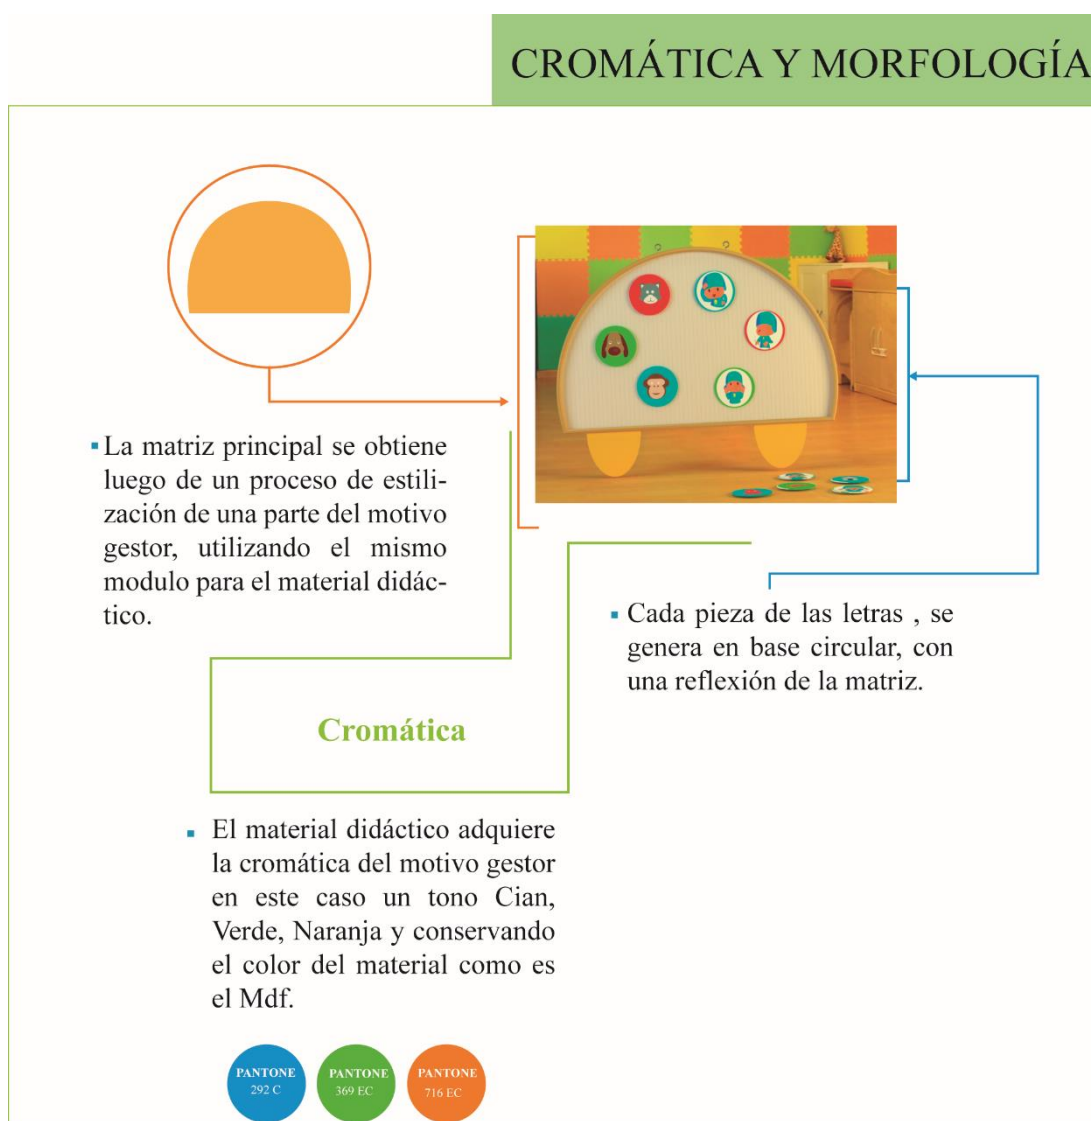 CROMÁTICA Y MORFOLOGÍA
La matriz principal se obtiene
luego de un proceso de estili-
zación de una parte del motivo
gestor, utilizando el mismo
modulo para el material didác-
tico.
Cada pieza de las letras , se
genera en base circular, con
una reflexión de la matriz.
Cromática
El material didáctico adquiere
la cromática del motivo gestor
en este caso un tono Cian,
Verde, Naranja y conservando
el color del material como es
el Mdf.
PANTONE
292 C
PANTONE
369 EC
PANTONE
716 EC